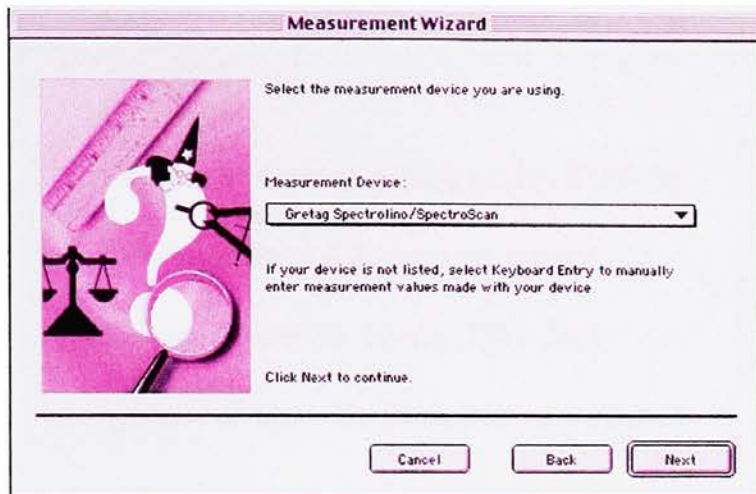 Measurement Wizard
Select the measurement device you are using.
Measurement Device:
Gretag Spectrolino/SpectroScan
If your device is not listed, select Keyboard Entry to manually
enter measurement values made with your device
Click Next to continue.
Cancel
Back
Next